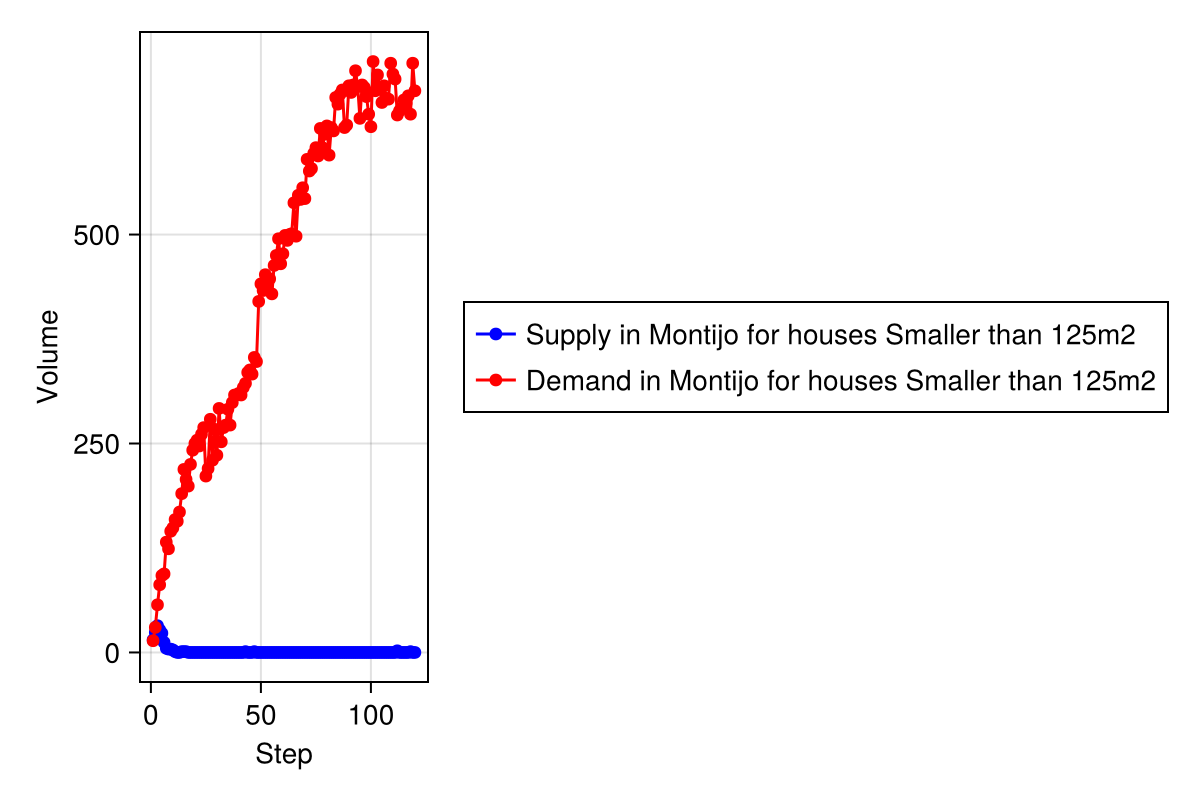 Volume
500
250
0
0 50 100
Step
Supply in Montijo for houses Smaller than 125m2
Demand in Montijo for houses Smaller than 125m2